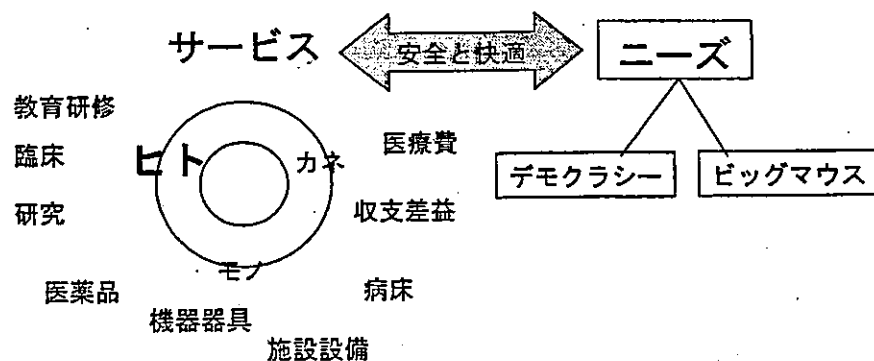 サービス
安全と快適
ニーズ
教育研修
臨床
研究
ヒト
カネ
モノ
医療費
収支差益
医薬品
機器器具
施設設備
病床
デモクラシー
ビッグマウス